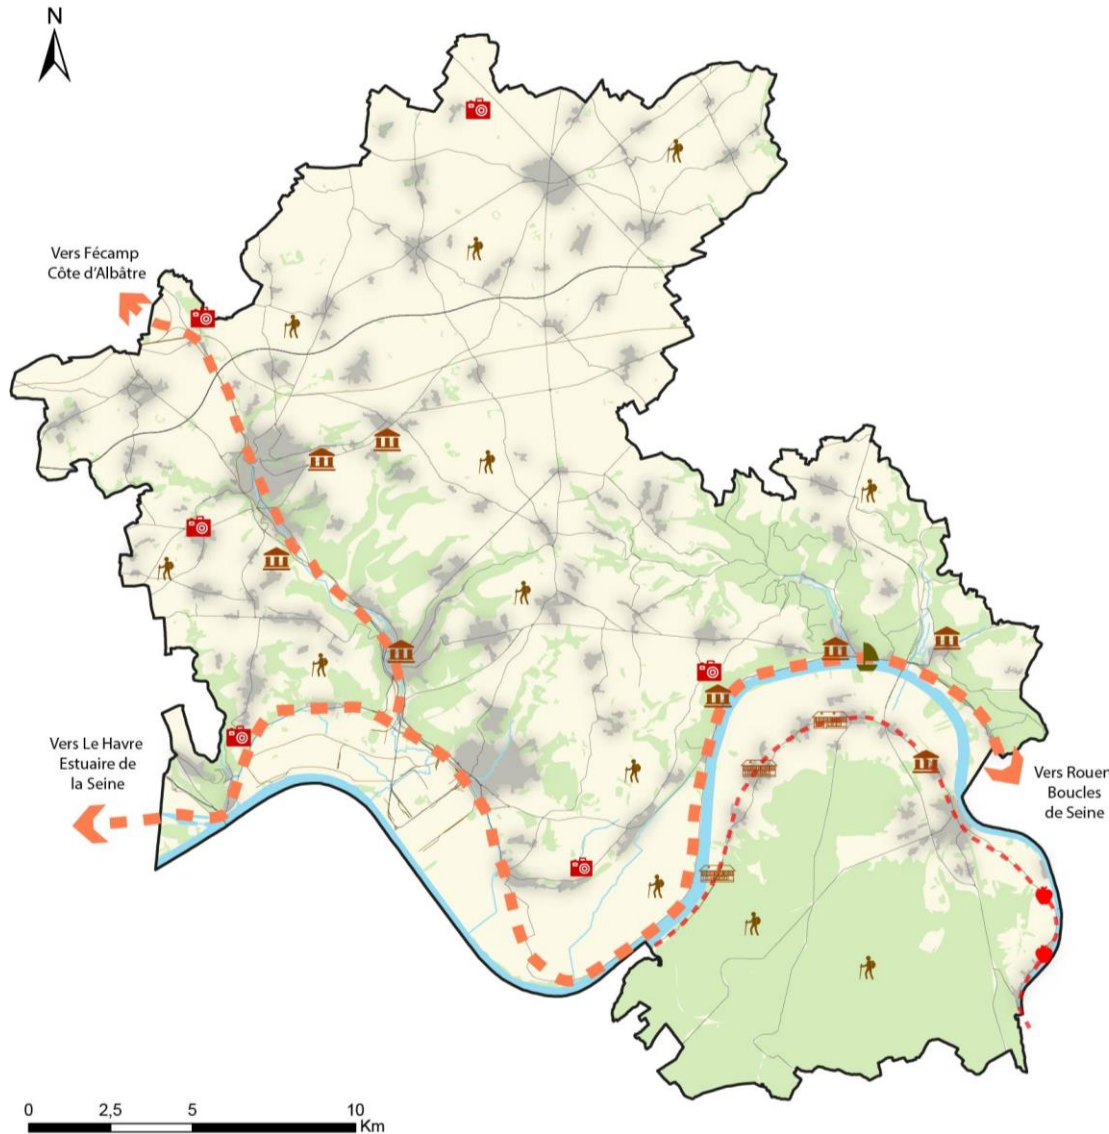 N
Vers Fécamp
Côte d'Albâtre
Vers Le Havre
Estuaire de
la Seine
Vers Rouen
Boucles
de Seine
0 2,5 5 10
Km